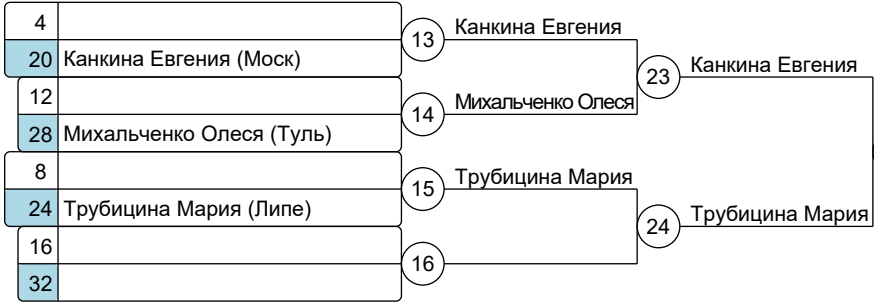 4
20 Канкина Евгения (Моск)
12
28 Михальченко Олеся (Туль)
8
24 Трубицина Мария (Липе)
16
32
13
14
15
16
Канкина Евгения
Михальченко Олеся
Трубицина Мария
23
24
Канкина Евгения
Трубицина Мария